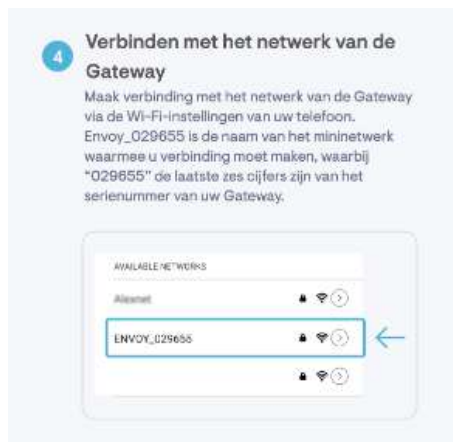 4
Verbinden met het netwerk van de
Gateway
Maak verbinding met het netwerk van de Gateway
via de Wi-Fi-instellingen van uw telefoon.
Envoy_029655 is de naam van het mininetwerk
waarmee u verbinding moet maken, waarbij
"029655" de laatste zes cijfers zijn van het
serienummer van uw Gateway.
AVAILABLE NETWORKS
ENVOY_029655